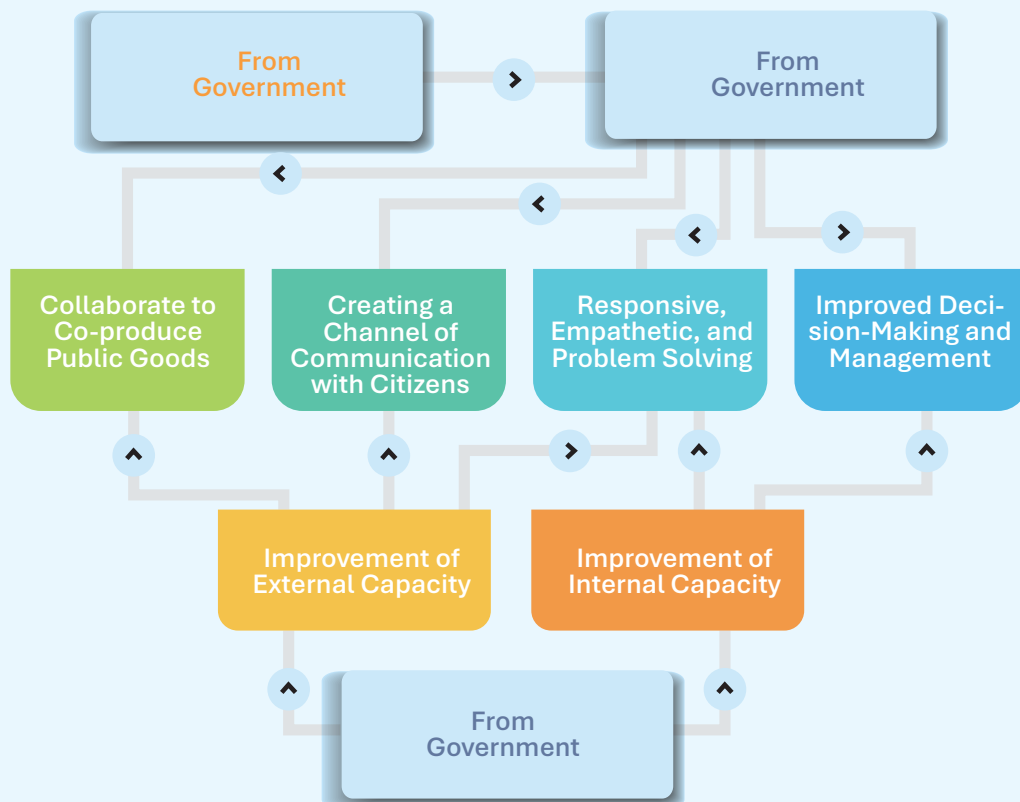 From
Government
From
Government
Collaborate to
Co-produce
Public Goods
Creating a
Channel of
Communication
with Citizens
Responsive,
Empathetic, and
Problem Solving
Improved Deci-
sion-Making and
Management
Improvement of
External Capacity
Improvement of
Internal Capacity
From
Government